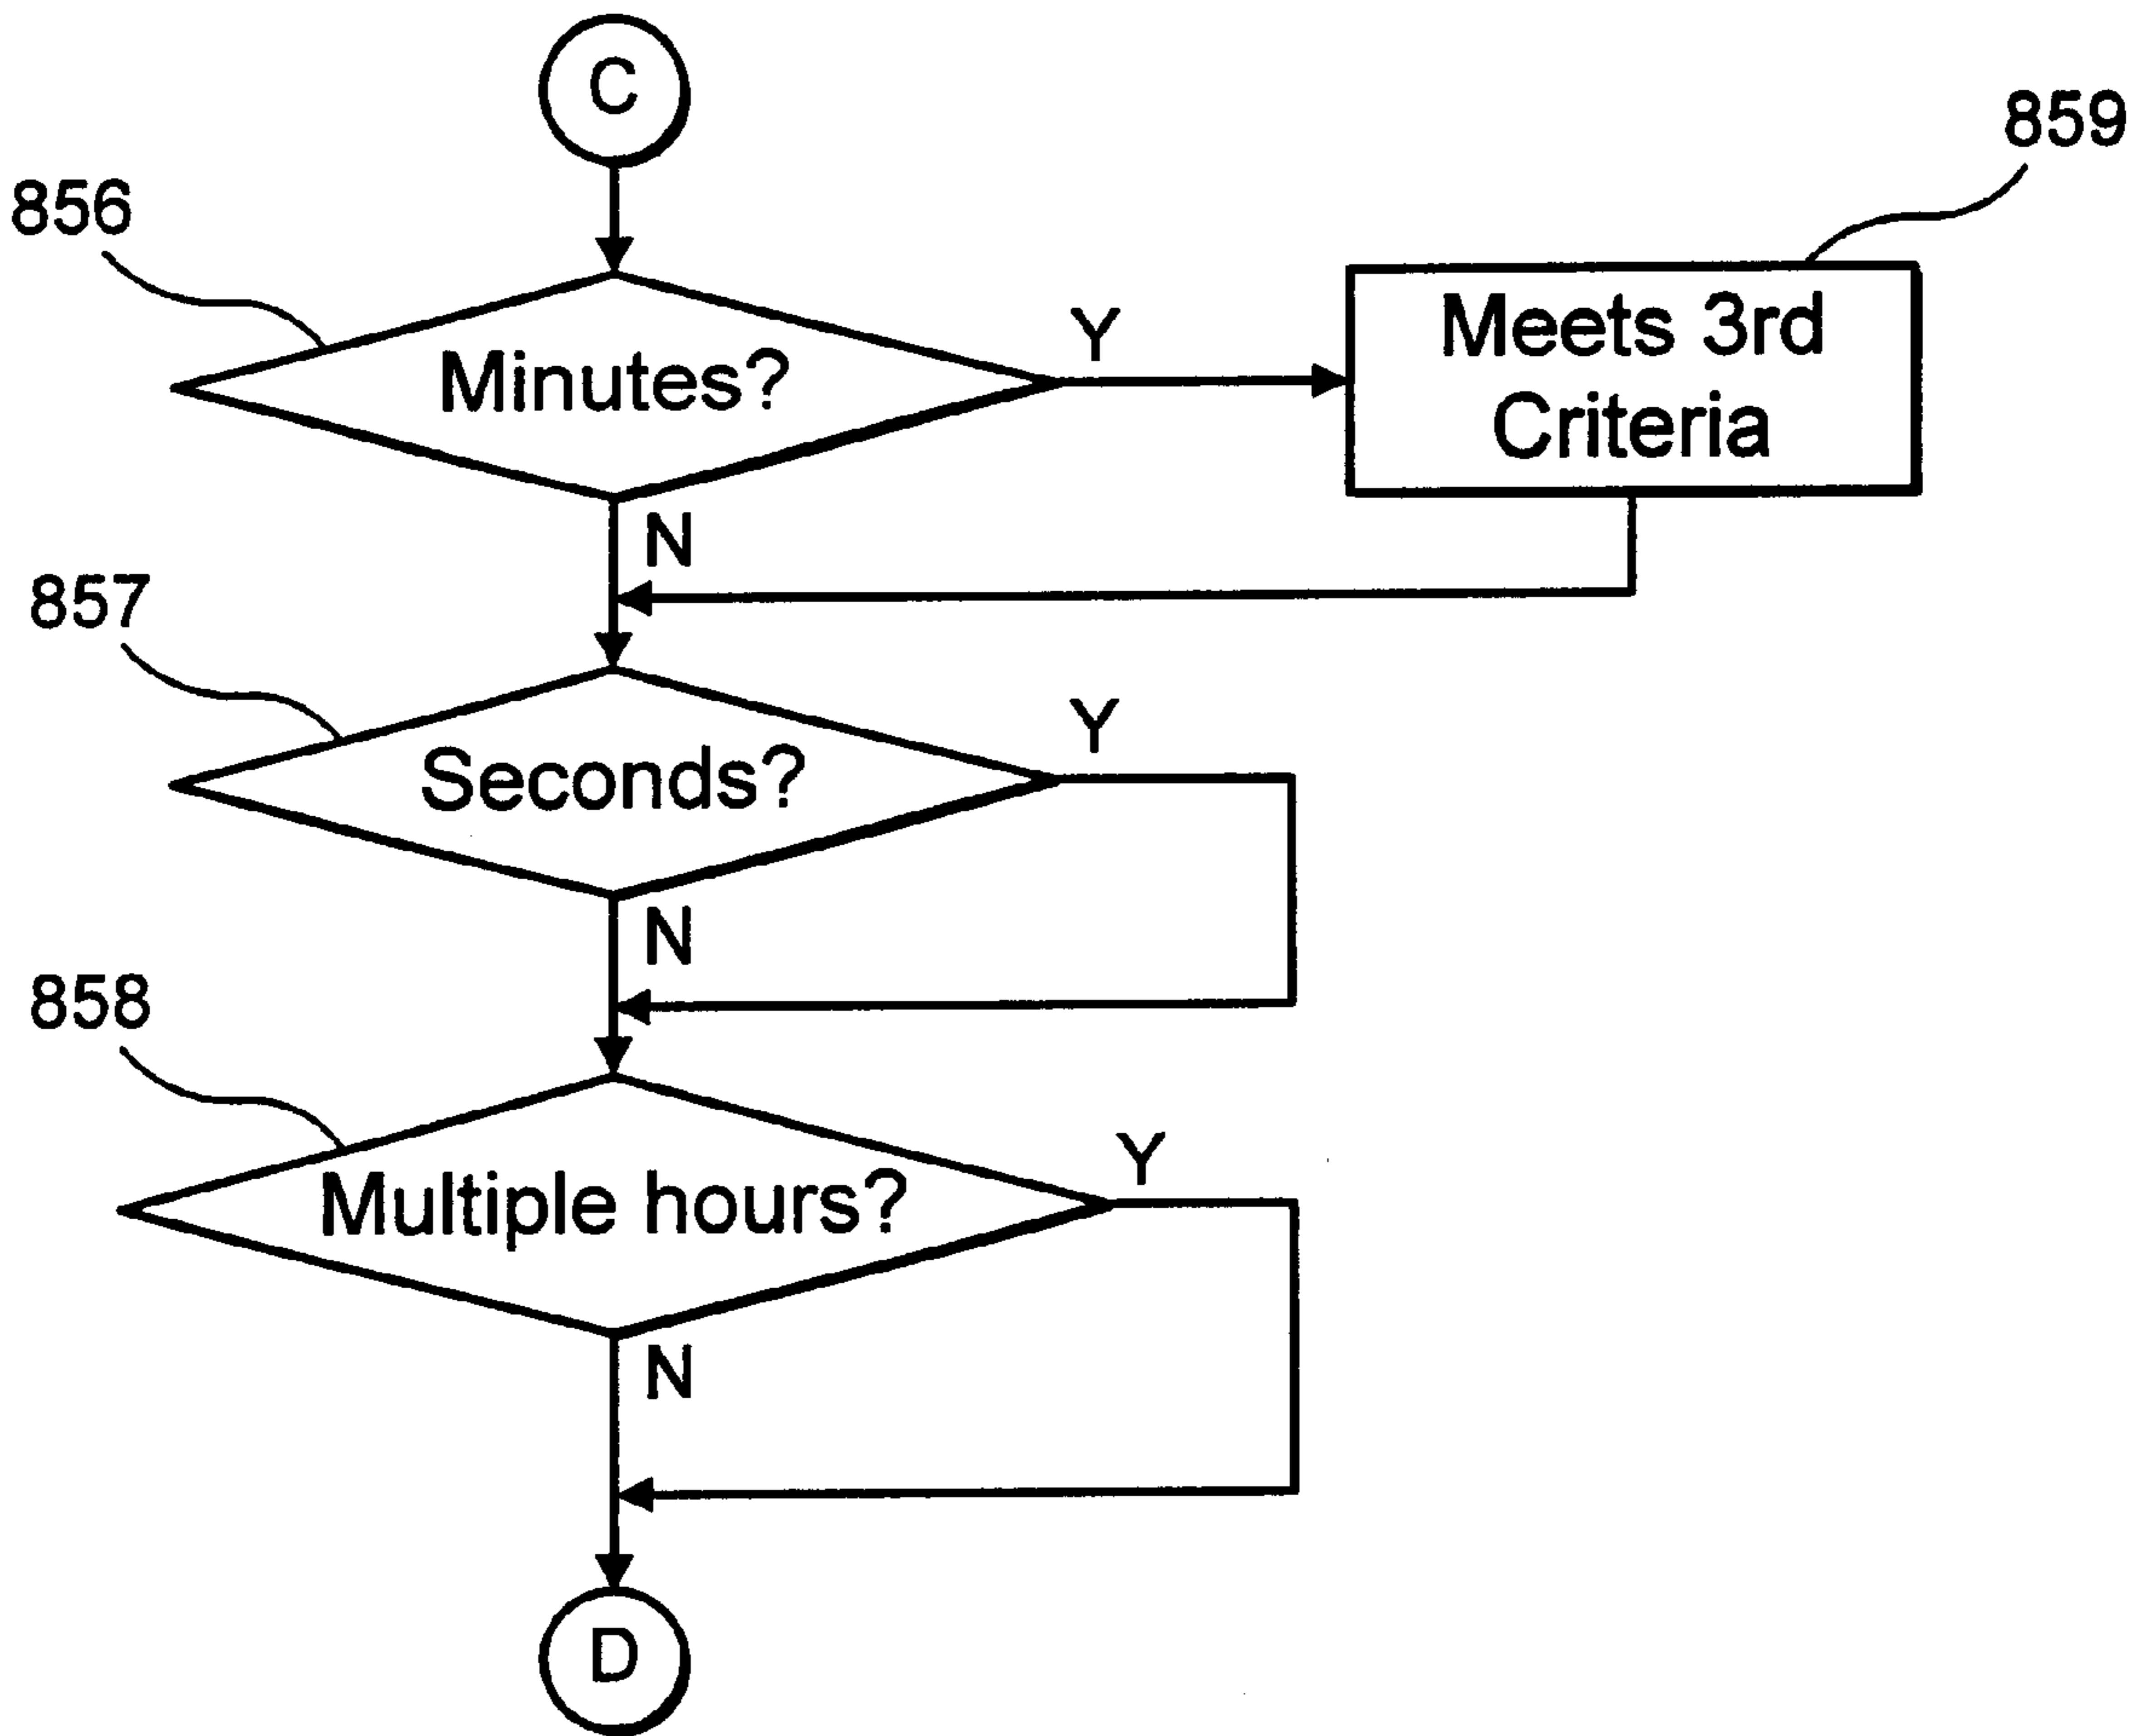 C
859
856
Minutes?
Y
Meets 3rd
Criteria
N
857
Seconds?
Y
N
858
Multiple hours?
Y
N
D